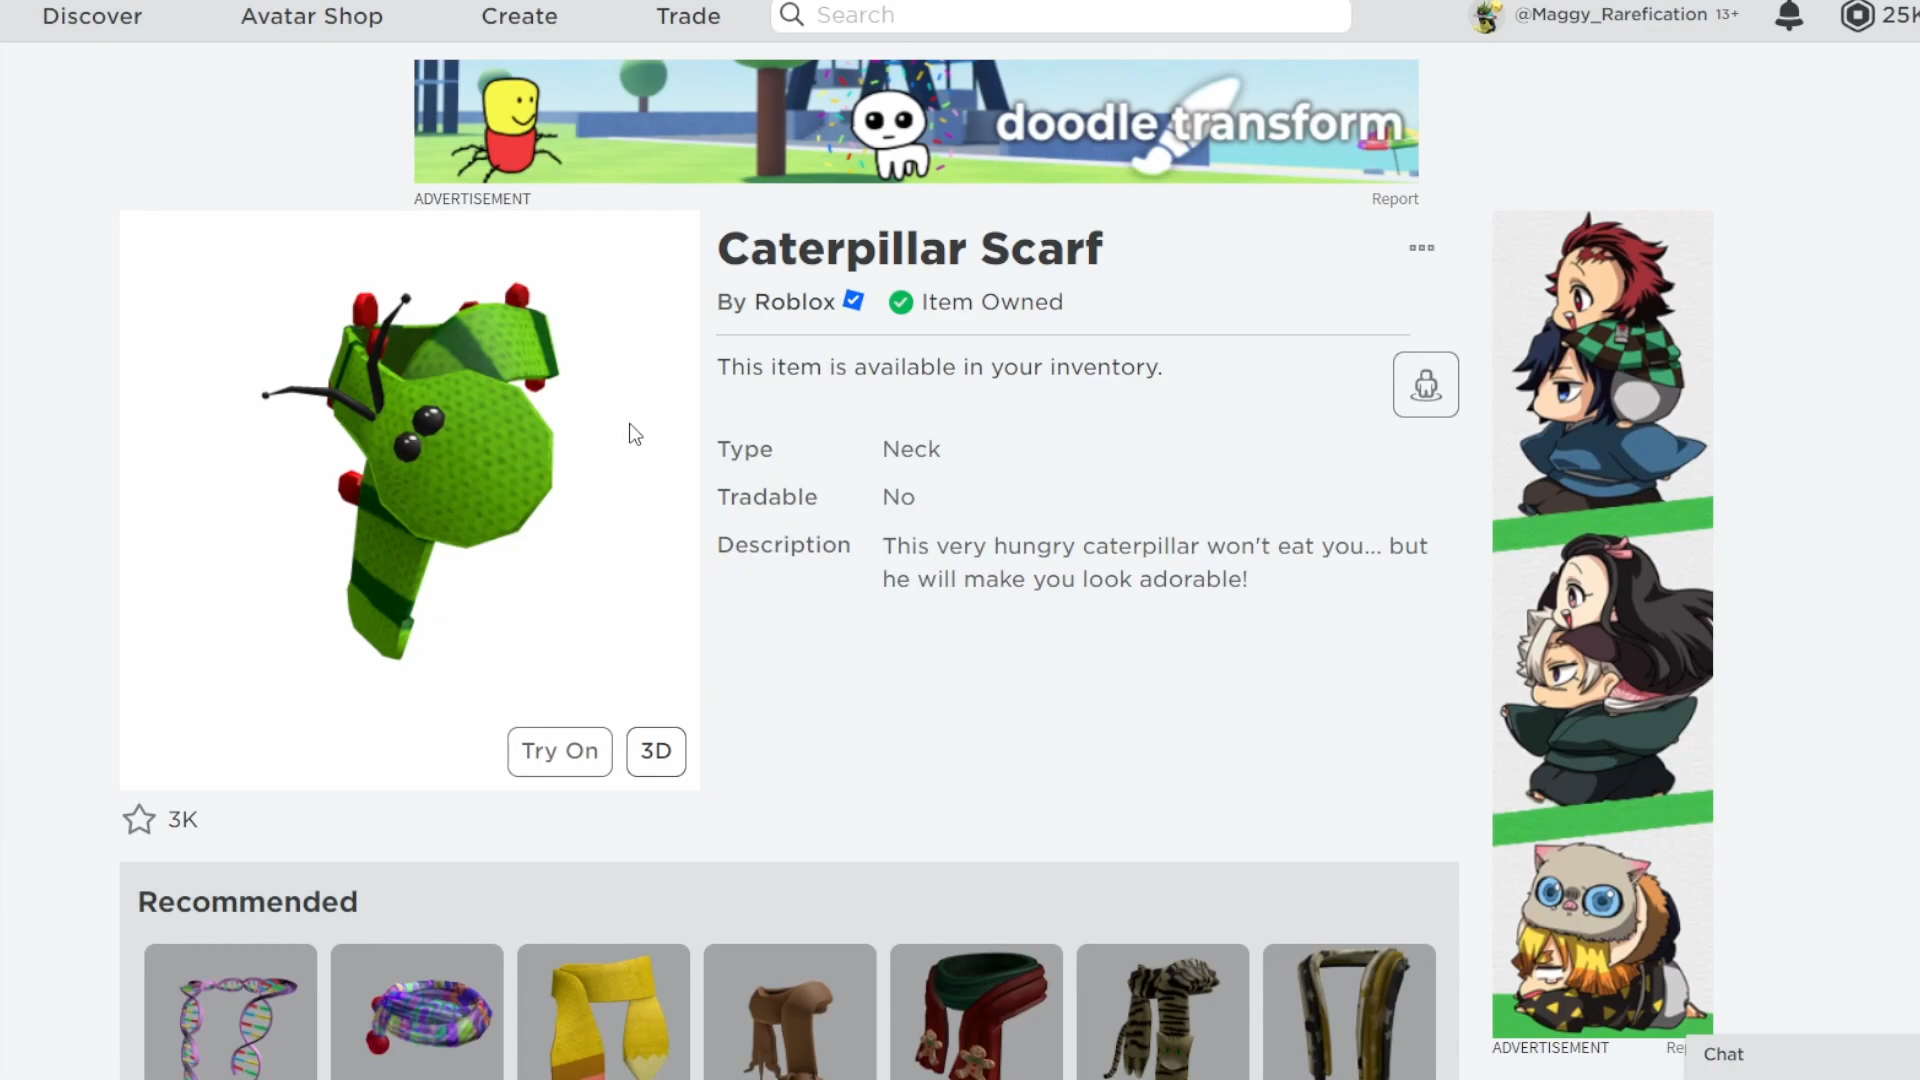 Discover Avatar Shop Create Trade Search @Maggy_Rarefication 13+
doodle transform
ADVERTISEMENT Report
Caterpillar Scarf
By Roblox Item Owned
This item is available in your inventory.
Type Neck
Tradable No
Description This very hungry caterpillar won't eat you... but
he will make you look adorable!
Try On 3D
3K
Recommended
ADVERTISEMENT
Chat